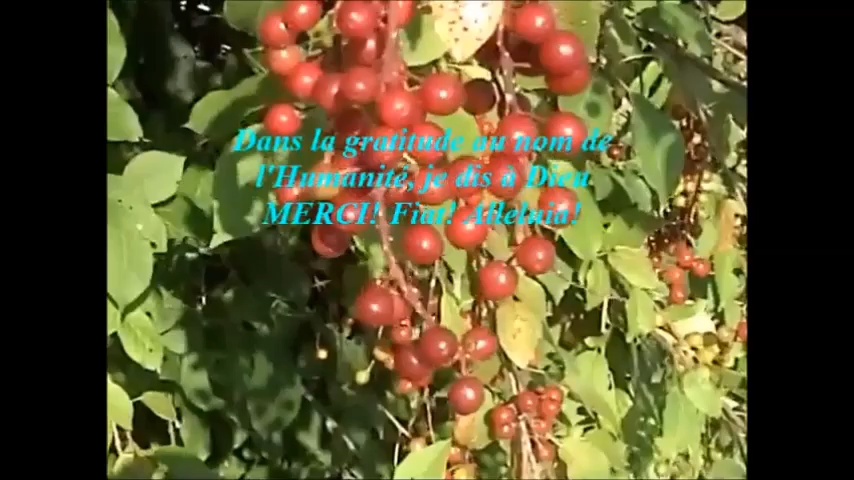 Dans la gratitude au nom de
l'Humanité, je dis à Dieu
MERCI! Fiat! Alleluia!